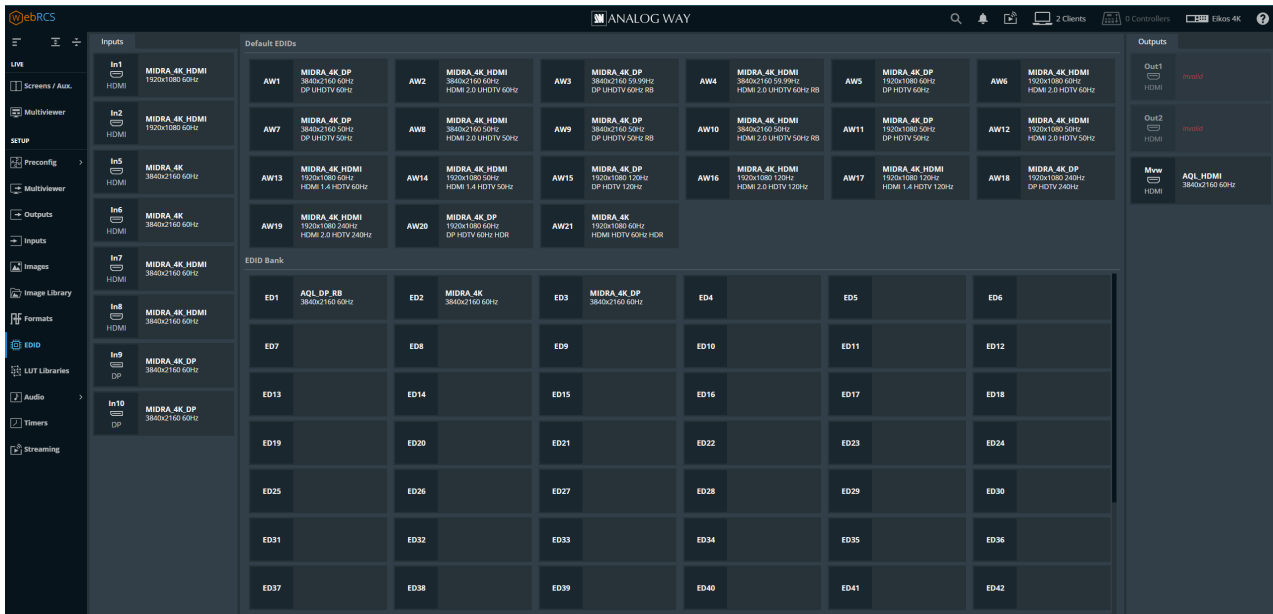 WebRCS
ANALOG WAY
2 Clients
0 Controllers
Eikos 4K
LIVE
Screens / Aux.
Multiviewer
SETUP
Preconfig
Multiviewer
Outputs
Inputs
Images
Image Library
Formats
EDID
LUT Libraries
Audio
Timers
Streaming
Inputs
In1
HDMI
MIDRA_4K_HDMI
1920x1080 60Hz
In2
HDMI
MIDRA_4K_HDMI
1920x1080 60Hz
In5
HDMI
MIDRA_4K
3840x2160 60Hz
In6
HDMI
MIDRA_4K
3840x2160 60Hz
In7
HDMI
MIDRA_4K_HDMI
3840x2160 60Hz
In8
HDMI
MIDRA_4K_HDMI
3840x2160 60Hz
In9
DP
MIDRA_4K_DP
3840x2160 60Hz
In10
DP
MIDRA_4K_DP
3840x2160 60Hz
Default EDIDs
AW1
MIDRA_4K_DP
3840x2160 60Hz
DP UHDTV 60Hz
AW2
MIDRA_4K_HDMI
3840x2160 60Hz
HDMI 2.0 UHDTV 60Hz
AW3
MIDRA_4K_DP
3840x2160 59.99Hz
DP UHDTV 60Hz RB
AW4
MIDRA_4K_HDMI
3840x2160 59.99Hz
HDMI 2.0 UHDTV 60Hz RB
AW5
MIDRA_4K_DP
1920x1080 60Hz
DP HDTV 60Hz
AW6
MIDRA_4K_HDMI
1920x1080 60Hz
HDMI 2.0 HDTV 60Hz
AW7
MIDRA_4K_DP
3840x2160 50Hz
DP UHDTV 50Hz
AW8
MIDRA_4K_HDMI
3840x2160 50Hz
HDMI 2.0 UHDTV 50Hz
AW9
MIDRA_4K_DP
3840x2160 50Hz
DP UHDTV 50Hz RB
AW10
MIDRA_4K_HDMI
3840x2160 50Hz
HDMI 2.0 UHDTV 50Hz RB
AW11
MIDRA_4K_DP
1920x1080 50Hz
DP HDTV 50Hz
AW12
MIDRA_4K_HDMI
1920x1080 50Hz
HDMI 2.0 HDTV 50Hz
AW13
MIDRA_4K_HDMI
1920x1080 60Hz
HDMI 1.4 HDTV 60Hz
AW14
MIDRA_4K_HDMI
1920x1080 50Hz
HDMI 1.4 HDTV 50Hz
AW15
MIDRA_4K_DP
1920x1080 120Hz
DP HDTV 120Hz
AW16
MIDRA_4K_HDMI
1920x1080 120Hz
HDMI 2.0 HDTV 120Hz
AW17
MIDRA_4K_HDMI
1920x1080 120Hz
HDMI 1.4 HDTV 120Hz
AW18
MIDRA_4K_DP
1920x1080 240Hz
DP HDTV 240Hz
AW19
MIDRA_4K_HDMI
1920x1080 240Hz
HDMI 2.0 HDTV 240Hz
AW20
MIDRA_4K_DP
1920x1080 60Hz
DP HDTV 60Hz HDR
AW21
MIDRA_4K
1920x1080 60Hz
HDMI HDTV 60Hz HDR
EDID Bank
ED1
AQL_DP_RB
3840x2160 60Hz
ED2
MIDRA_4K
3840x2160 60Hz
ED3
MIDRA_4K_DP
3840x2160 60Hz
ED4
ED5
ED6
ED7
ED8
ED9
ED10
ED11
ED12
ED13
ED14
ED15
ED16
ED17
ED18
ED19
ED20
ED21
ED22
ED23
ED24
ED25
ED26
ED27
ED28
ED29
ED30
ED31
ED32
ED33
ED34
ED35
ED36
ED37
ED38
ED39
ED40
ED41
ED42
Outputs
Out1
HDMI
invalid
Out2
HDMI
invalid
Mvw
HDMI
AQL_HDMI
3840x2160 60Hz